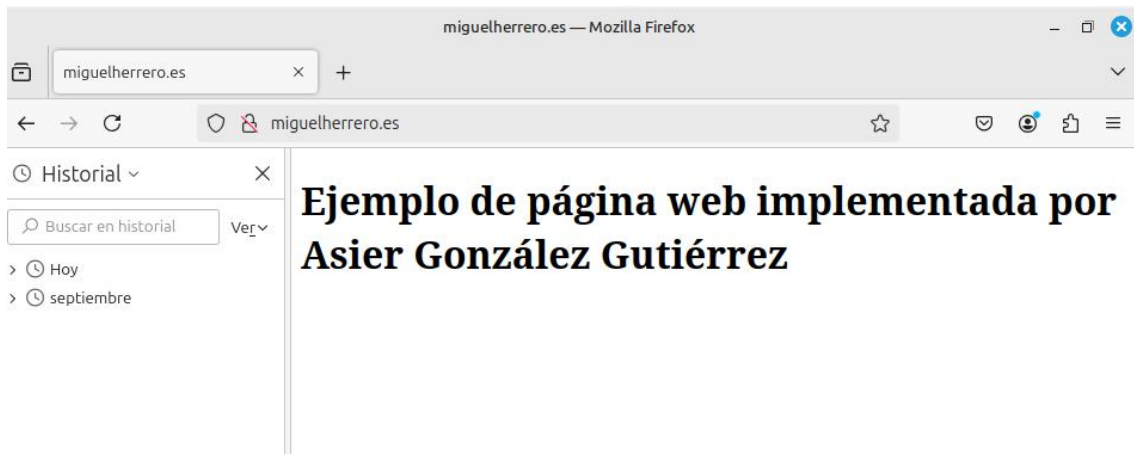 miguelherrero.es — Mozilla Firefox
miguelherrero.es
miguelherrero.es
Historial
Buscar en historial Ver
Hoy
septiembre
Ejemplo de página web implementada por
Asier González Gutiérrez